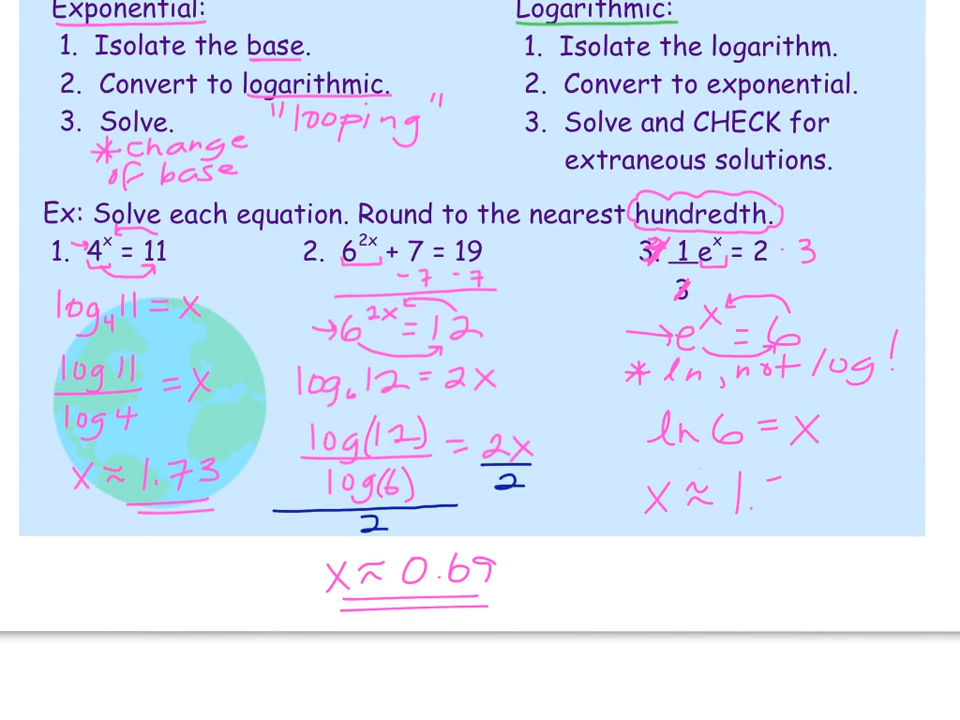 Exponential:
1. Isolate the base.
2. Convert to logarithmic.
3. Solve.
"looping"
*change
of base
Logarithmic:
1. Isolate the logarithm.
2. Convert to exponential.
3. Solve and CHECK for
extraneous solutions.
Ex: Solve each equation. Round to the nearest hundredth.
1. 4^x = 11
log₄11 = x
log 11 / log 4 = x
x ≈ 1.73
2. 6^2x + 7 = 19
-7 -7
6^2x = 12
log₆12 = 2x
log(12) / log(6) = 2x
2 2
x ≈ 0.69
3. 1/3 e^x = 2 · 3
e^x = 6
* ln, not log!
ln 6 = x
x ≈ 1.